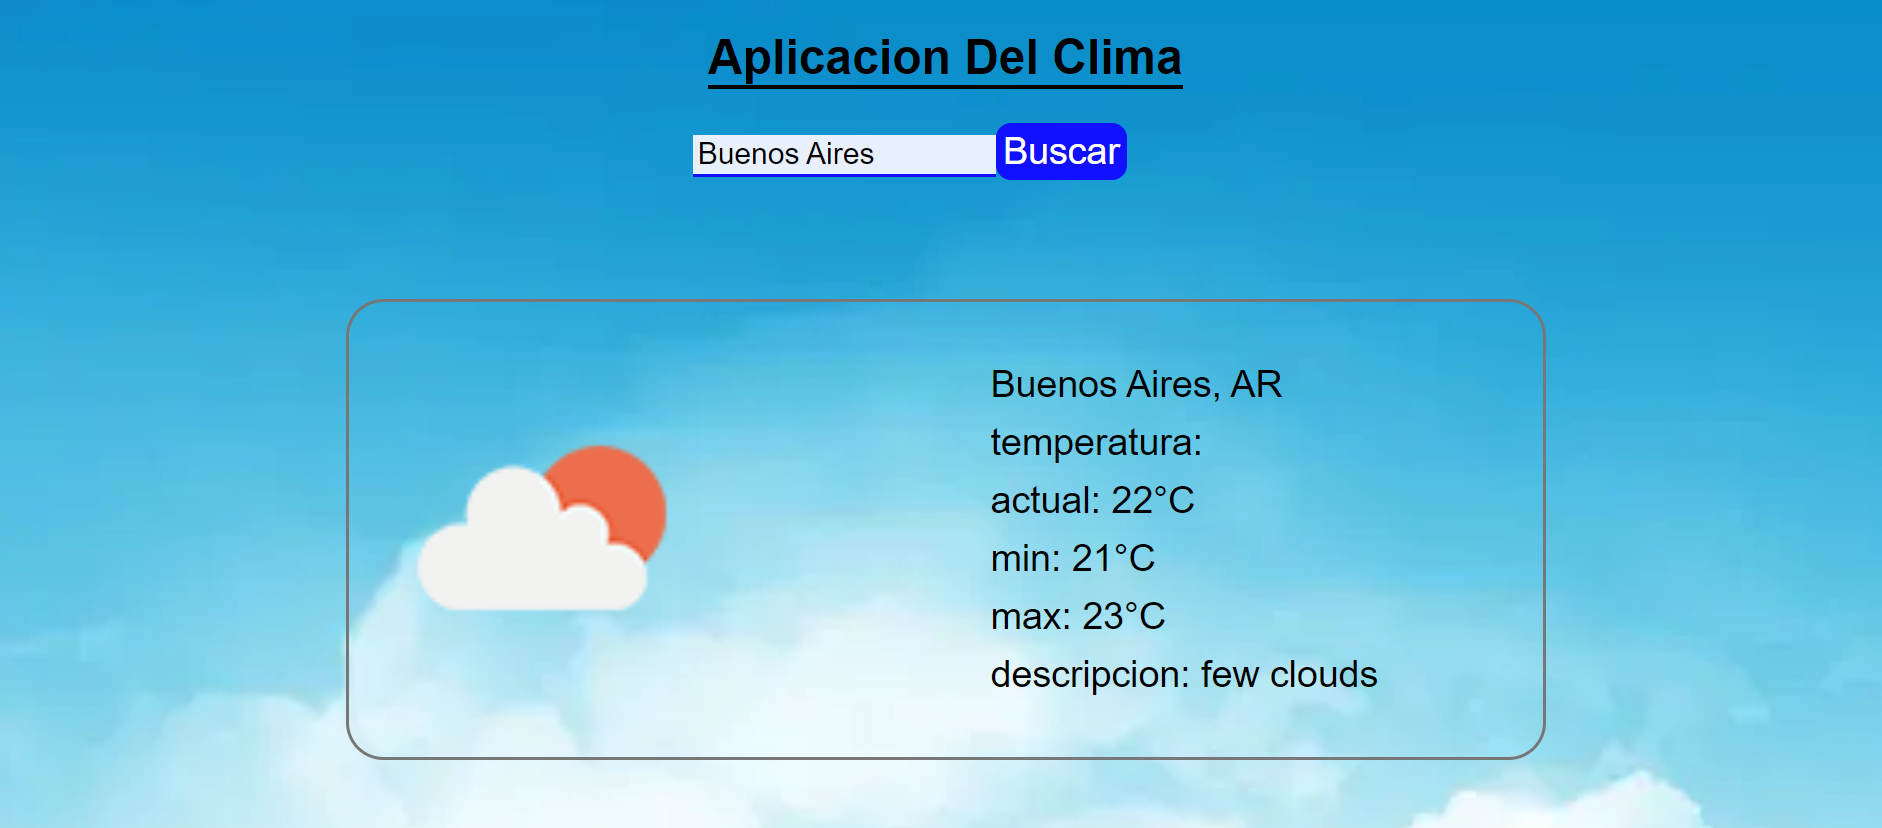 Aplicacion Del Clima
Buenos Aires Buscar
Buenos Aires, AR
temperatura:
actual: 22°C
min: 21°C
max: 23°C
descripcion: few clouds